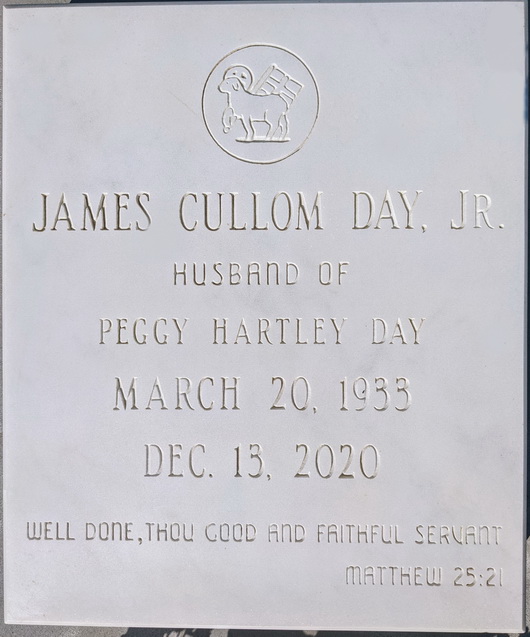 JAMES CULLOM DAY, JR.
HUSBAND OF
PEGGY HARTLEY DAY
MARCH 20, 1933
DEC. 13, 2020
WELL DONE, THOU GOOD AND FAITHFUL SERVANT
MATTHEW 25:21